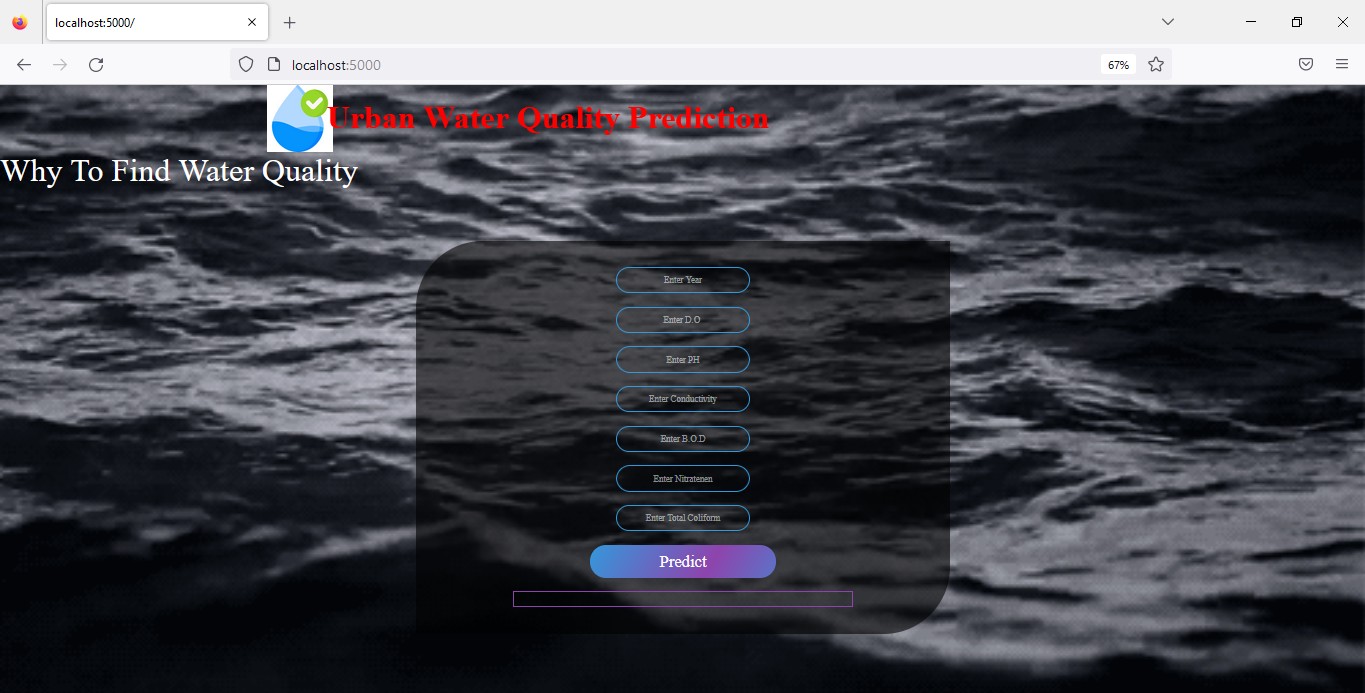 localhost:5000/
localhost:5000
67%
Urban Water Quality Prediction
Why To Find Water Quality
Enter Year
Enter D.O
Enter PH
Enter Conductivity
Enter B.O.D
Enter Nitratenen
Enter Total Coliform
Predict